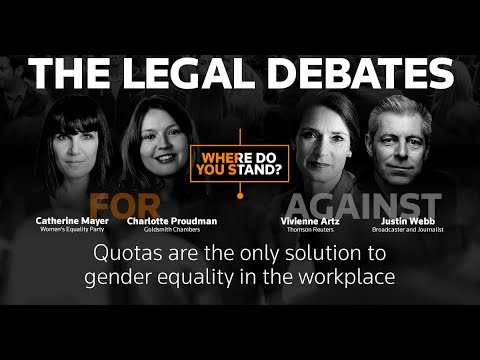 THE LEGAL DEBATES
WHERE DO
YOU STAND?
FOR
AGAINST
Catherine Mayer
Women's Equality Party
Charlotte Proudman
Goldsmith Chambers
Vivienne Artz
Thomson Reuters
Justin Webb
Broadcaster and Journalist
Quotas are the only solution to
gender equality in the workplace